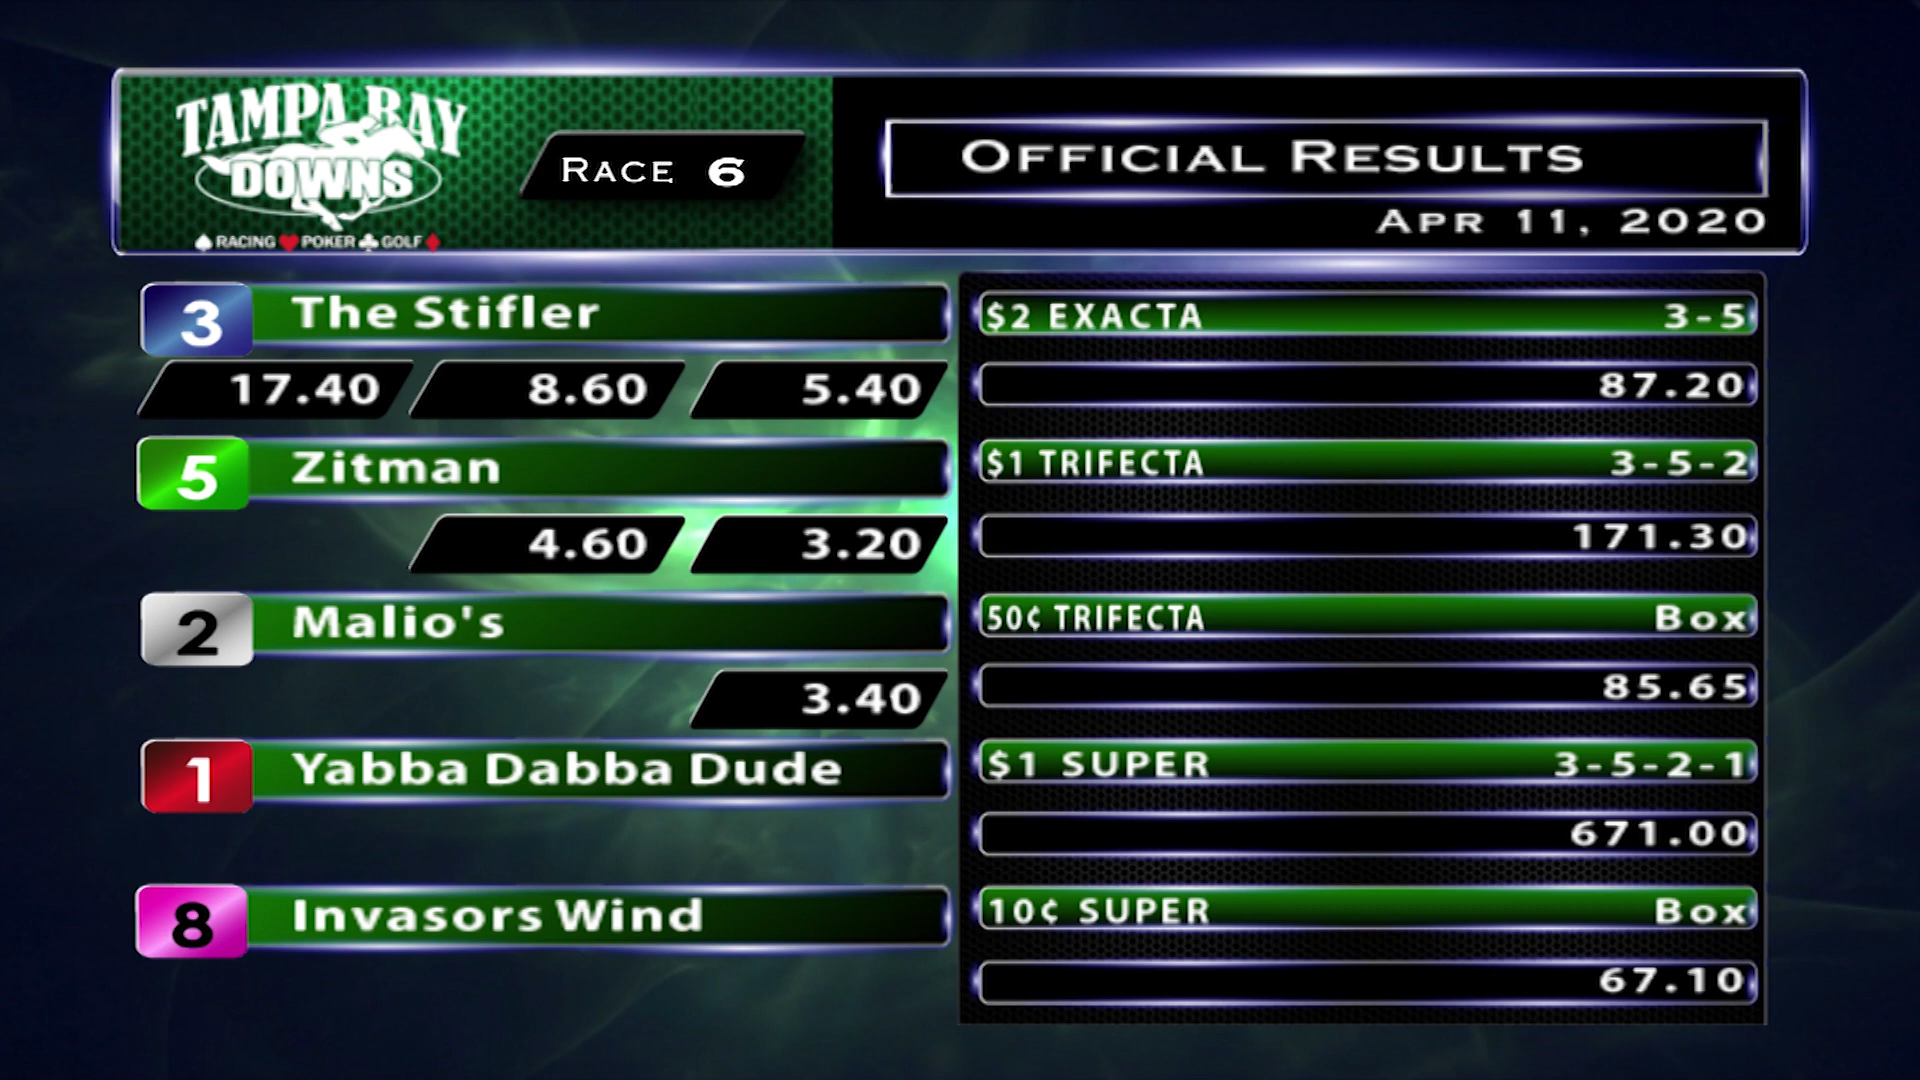 TAMPA BAY
DOWNS
RACING POKER GOLF
RACE 6
OFFICIAL RESULTS
APR 11, 2020
3 The Stifler
17.40 8.60 5.40
5 Zitman
4.60 3.20
2 Malio's
3.40
1 Yabba Dabba Dude
8 Invasors Wind
$2 EXACTA 3-5
87.20
$1 TRIFECTA 3-5-2
171.30
50¢ TRIFECTA Box
85.65
$1 SUPER 3-5-2-1
671.00
10¢ SUPER Box
67.10